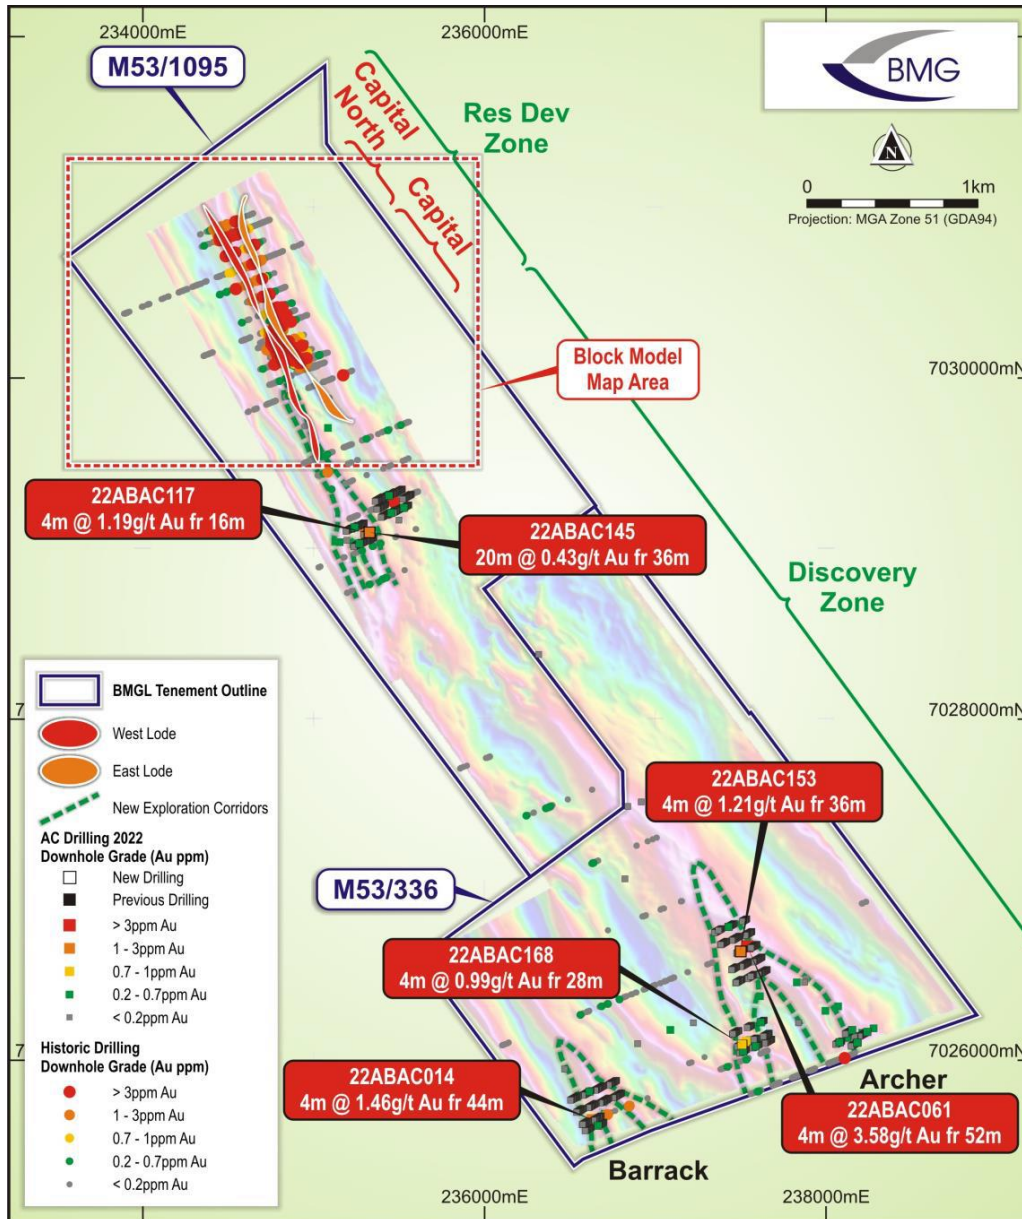 234000mE
236000mE
M53/1095
Capital
North
Capital
Res Dev
Zone
BMG
N
0 1km
Projection: MGA Zone 51 (GDA94)
Block Model
Map Area
7030000mN
22ABAC117
4m @ 1.19g/t Au fr 16m
22ABAC145
20m @ 0.43g/t Au fr 36m
Discovery
Zone
7
7028000mN
BMGL Tenement Outline
West Lode
East Lode
New Exploration Corridors
AC Drilling 2022
Downhole Grade (Au ppm)
New Drilling
Previous Drilling
> 3ppm Au
1 - 3ppm Au
0.7 - 1ppm Au
0.2 - 0.7ppm Au
< 0.2ppm Au
Historic Drilling
Downhole Grade (Au ppm)
> 3ppm Au
1 - 3ppm Au
0.7 - 1ppm Au
0.2 - 0.7ppm Au
< 0.2ppm Au
22ABAC153
4m @ 1.21g/t Au fr 36m
M53/336
22ABAC168
4m @ 0.99g/t Au fr 28m
7026000mN
22ABAC014
4m @ 1.46g/t Au fr 44m
Archer
22ABAC061
4m @ 3.58g/t Au fr 52m
Barrack
236000mE
238000mE